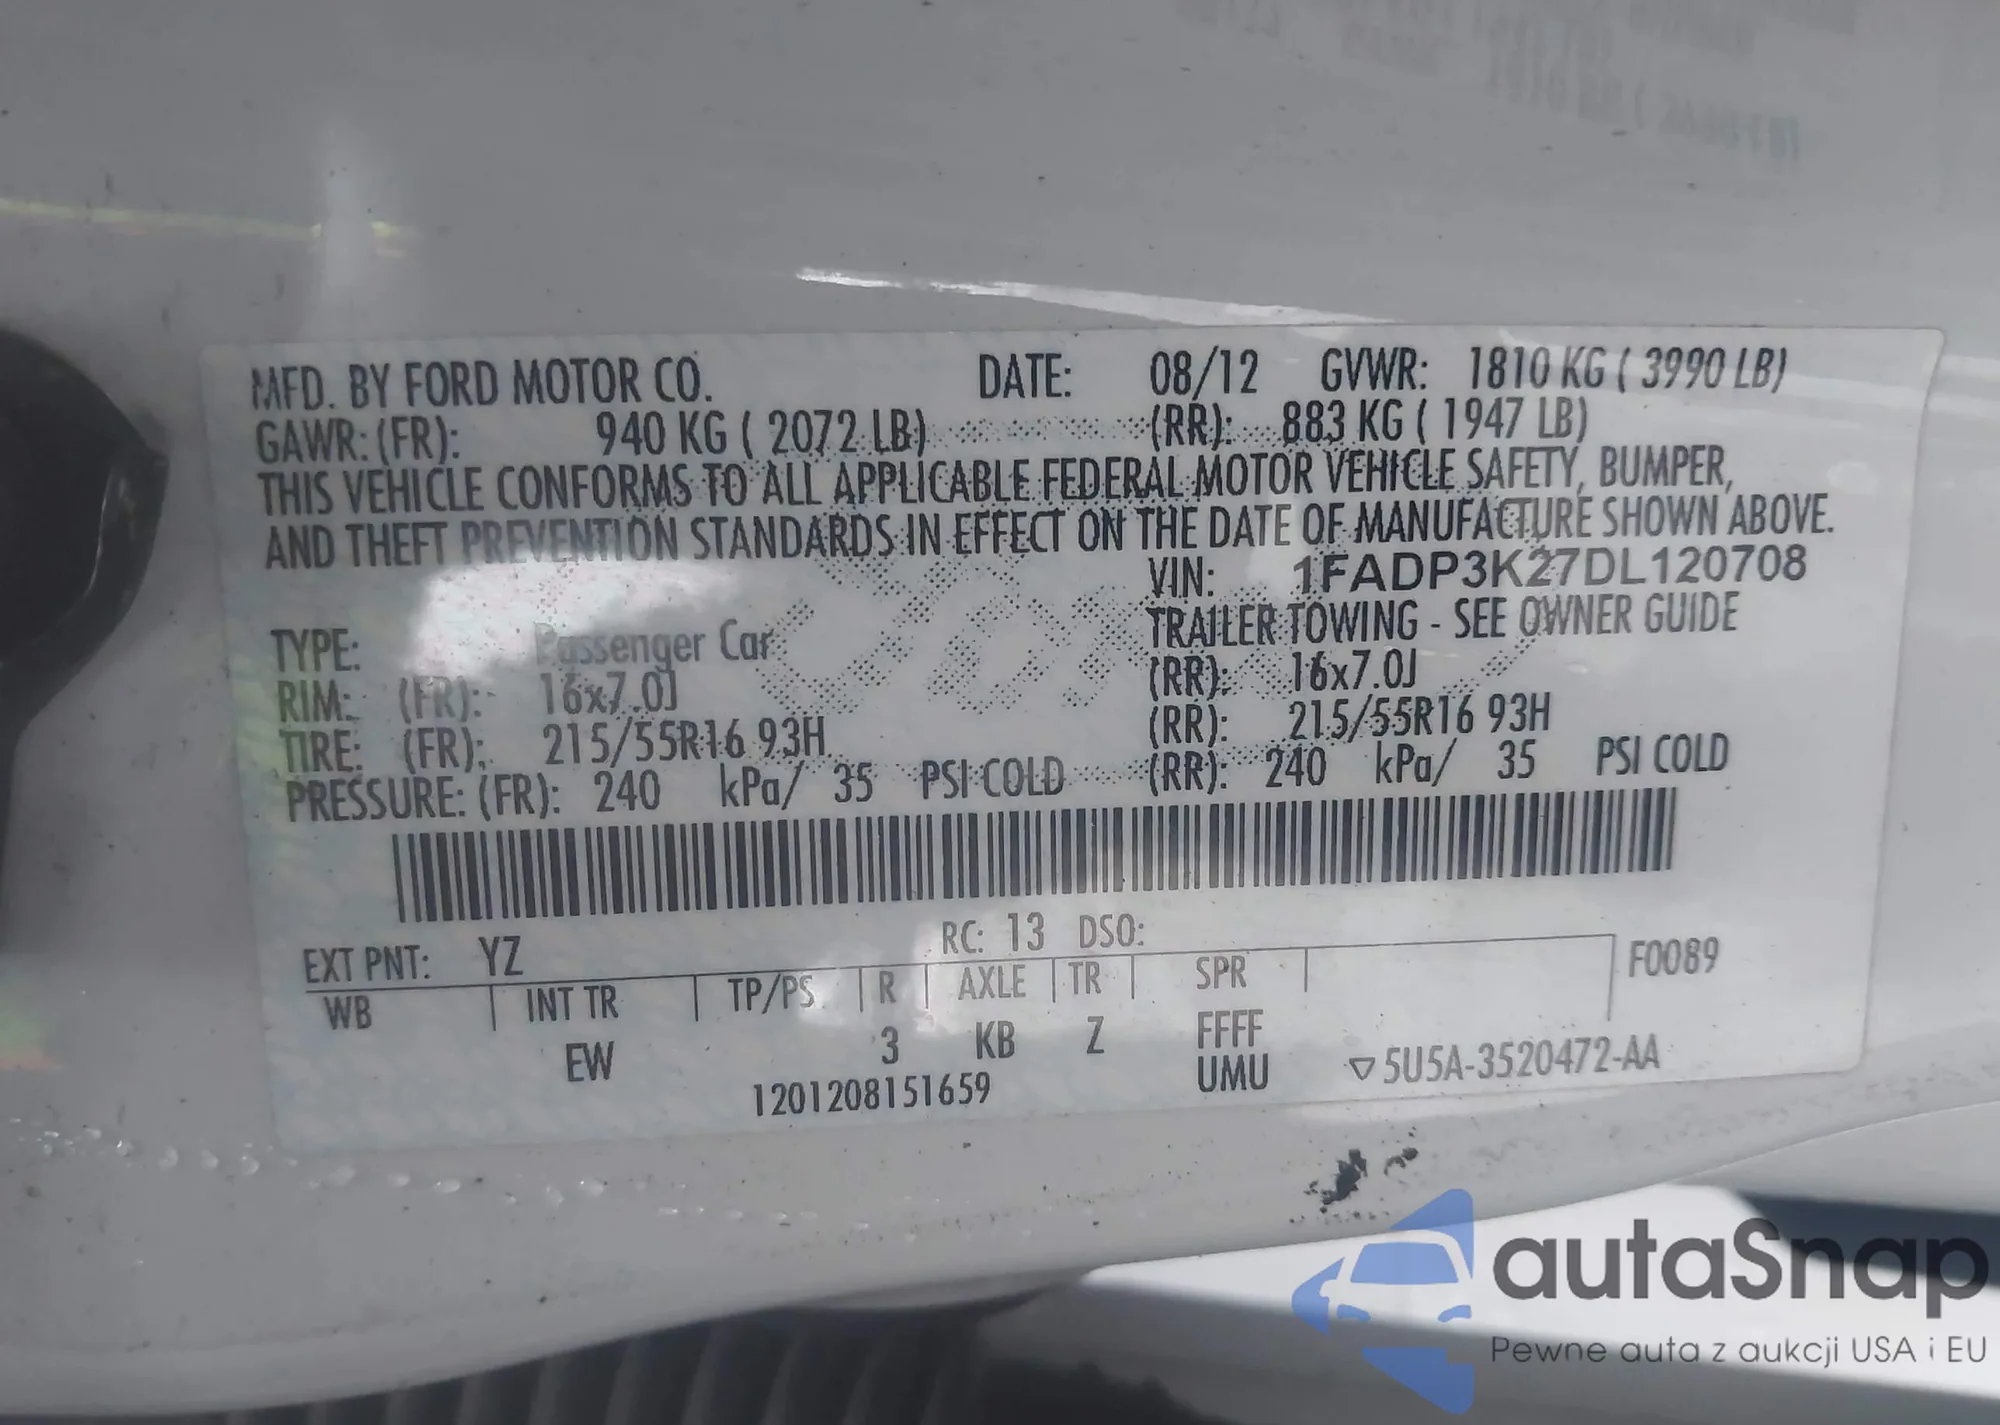 MFD. BY FORD MOTOR CO. DATE: 08/12 GVWR: 1810 KG ( 3990 LB)
GAWR: (FR): 940 KG ( 2072 LB) (RR): 883 KG ( 1947 LB)
THIS VEHICLE CONFORMS TO ALL APPLICABLE FEDERAL MOTOR VEHICLE SAFETY, BUMPER,
AND THEFT PREVENTION STANDARDS IN EFFECT ON THE DATE OF MANUFACTURE SHOWN ABOVE.
VIN: 1FADP3K27DL120708
TYPE: Passenger Car TRAILER TOWING - SEE OWNER GUIDE
RIM: (FR): 16x7.0J (RR): 16x7.0J
TIRE: (FR): 215/55R16 93H (RR): 215/55R16 93H
PRESSURE: (FR): 240 kPa/ 35 PSI COLD (RR): 240 kPa/ 35 PSI COLD
EXT PNT: YZ RC: 13 DSO: F0089
WB INT TR TP/PS R AXLE TR SPR
EW 3 KB Z FFFF
1201208151659 UMU ▽5U5A-3520472-AA
autaSnap
Pewne auta z aukcji USA i EU